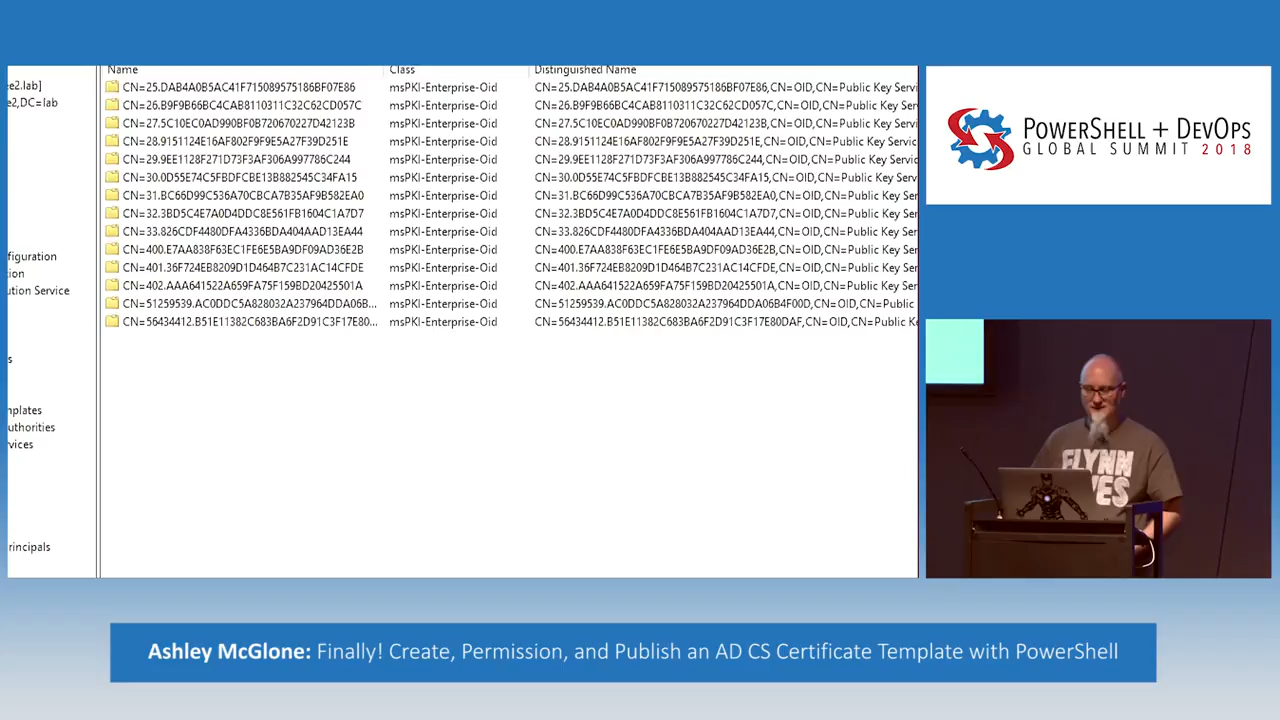 Name Class Distinguished Name
CN=25.DAB4A0B5AC41F715089575186BF07E86 msPKI-Enterprise-Oid CN=25.DAB4A0B5AC41F715089575186BF07E86,CN=OID,CN=Public Key Servi
CN=26.B9F9B66BC4CAB8110311C32C62CD057C msPKI-Enterprise-Oid CN=26.B9F9B66BC4CAB8110311C32C62CD057C,CN=OID,CN=Public Key Serv
CN=27.5C10EC0AD990BF0B720670227D42123B msPKI-Enterprise-Oid CN=27.5C10EC0AD990BF0B720670227D42123B,CN=OID,CN=Public Key Serv
CN=28.9151124E16AF802F9F9E5A27F39D251E msPKI-Enterprise-Oid CN=28.9151124E16AF802F9F9E5A27F39D251E,CN=OID,CN=Public Key Servic
CN=29.9EE1128F271D73F3AF306A997786C244 msPKI-Enterprise-Oid CN=29.9EE1128F271D73F3AF306A997786C244,CN=OID,CN=Public Key Servi
CN=30.0D55E74C5FBDFCBE13B882545C34FA15 msPKI-Enterprise-Oid CN=30.0D55E74C5FBDFCBE13B882545C34FA15,CN=OID,CN=Public Key Serv
CN=31.BC66D99C536A70CBCA7B35AF9B582EA0 msPKI-Enterprise-Oid CN=31.BC66D99C536A70CBCA7B35AF9B582EA0,CN=OID,CN=Public Key Ser
CN=32.3BD5C4E7A0D4DDC8E561FB1604C1A7D7 msPKI-Enterprise-Oid CN=32.3BD5C4E7A0D4DDC8E561FB1604C1A7D7,CN=OID,CN=Public Key Ser
CN=33.826CDF4480DFA4336BDA404AAD13EA44 msPKI-Enterprise-Oid CN=33.826CDF4480DFA4336BDA404AAD13EA44,CN=OID,CN=Public Key Ser
CN=400.E7AA838F63EC1FE6E5BA9DF09AD36E2B msPKI-Enterprise-Oid CN=400.E7AA838F63EC1FE6E5BA9DF09AD36E2B,CN=OID,CN=Public Key Ser
CN=401.36F724EB8209D1D464B7C231AC14CFDE msPKI-Enterprise-Oid CN=401.36F724EB8209D1D464B7C231AC14CFDE,CN=OID,CN=Public Key Ser
CN=402.AAA641522A659FA75F159BD20425501A msPKI-Enterprise-Oid CN=402.AAA641522A659FA75F159BD20425501A,CN=OID,CN=Public Key Ser
CN=51259539.AC0DDC5A828032A237964DDA06B... msPKI-Enterprise-Oid CN=51259539.AC0DDC5A828032A237964DDA06B4F00D,CN=OID,CN=Public
CN=56434412.B51E11382C683BA6F2D91C3F17E80... msPKI-Enterprise-Oid CN=56434412.B51E11382C683BA6F2D91C3F17E80DAF,CN=OID,CN=Public Ke
ee2.lab]
e2,DC=lab
figuration
ition
ution Service
s
nplates
uthorities
vices
rincipals
POWERSHELL + DEVOPS
GLOBAL SUMMIT 2018
FLYNN
Ashley McGlone: Finally! Create, Permission, and Publish an AD CS Certificate Template with PowerShell